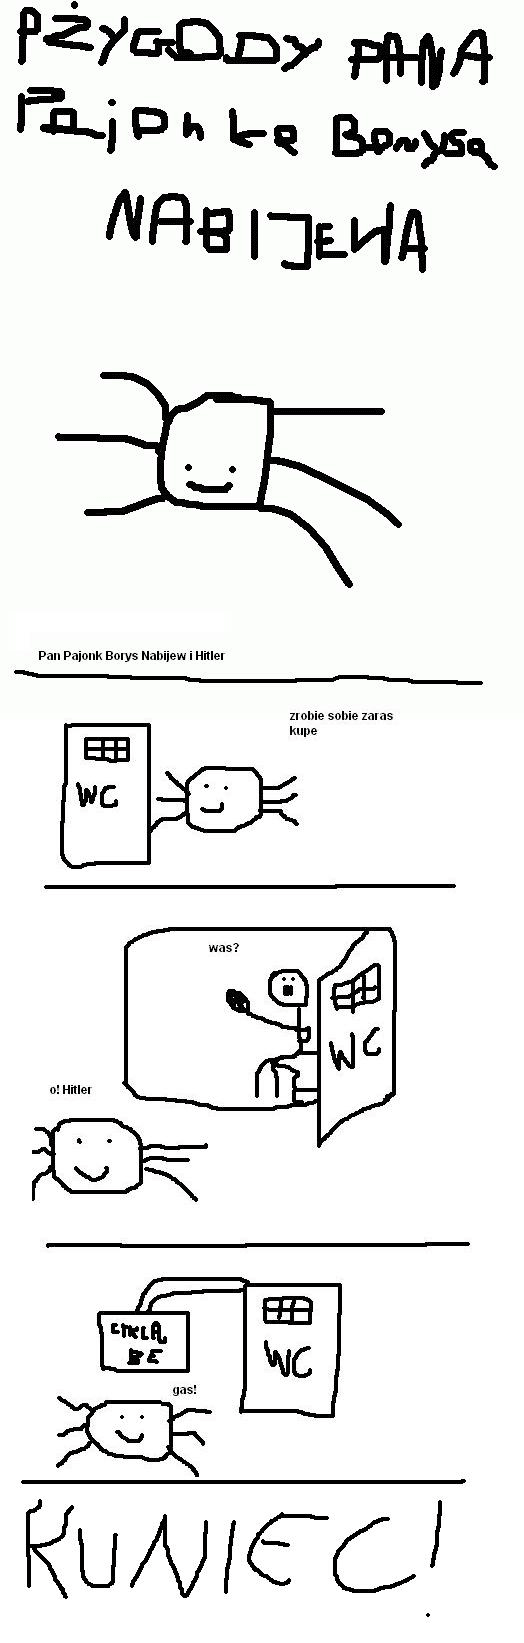 PŻYGODY PANA
PajOnka BOrysa
NABIJEWA
Pan Pajonk Borys Nabijew i Hitler
zrobie sobie zaras
kupe
WC
was?
WC
o! Hitler
WC
BE
gas!
KUNIEC!